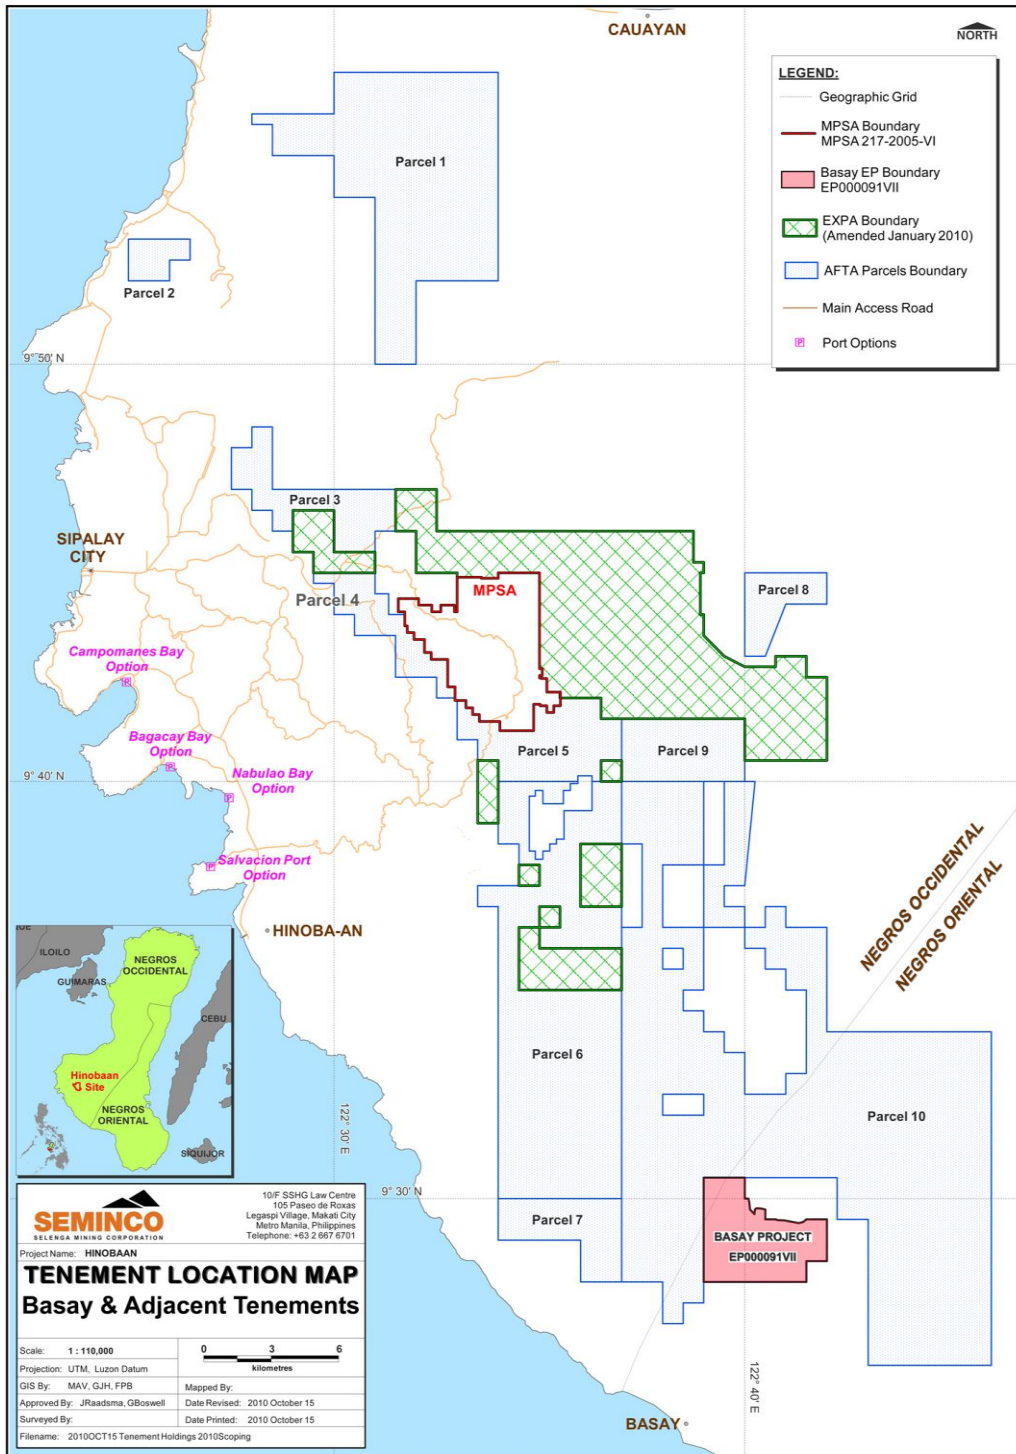 CAUAYAN
NORTH
LEGEND:
Geographic Grid
MPSA Boundary
MPSA 217-2005-VI
Basay EP Boundary
EP000091VII
EXPA Boundary
(Amended January 2010)
AFTA Parcels Boundary
Main Access Road
P
Port Options
Parcel 1
Parcel 2
9° 50' N
Parcel 3
SIPALAY
CITY
MPSA
Parcel 8
Parcel 4
Campomanes Bay
Option
P
Bagacay Bay
Option
P
Parcel 5
Parcel 9
9° 40' N
Nabulao Bay
Option
P
Salvacion Port
Option
P
NEGROS OCCIDENTAL
NEGROS ORIENTAL
HINOBA-AN
ILOILO
NEGROS
OCCIDENTAL
GUIMARAS
CEBU
Hinobaan
Site
NEGROS
ORIENTAL
SIQUIJOR
Parcel 6
Parcel 10
122° 30' E
9° 30' N
Parcel 7
BASAY PROJECT
EP000091VII
122° 40' E
BASAY
SEMINCO
SELENGA MINING CORPORATION
10/F SSHG Law Centre
105 Paseo de Roxas
Legaspi Village, Makati City
Metro Manila, Philippines
Telephone: +63 2 667 6701
Project Name: HINOBAAN
TENEMENT LOCATION MAP
Basay & Adjacent Tenements
Scale: 1 : 110,000
0 3 6
kilometres
Projection: UTM, Luzon Datum
GIS By: MAV, GJH, FPB
Mapped By:
Approved By: JRaadsma, GBoswell
Date Revised: 2010 October 15
Surveyed By:
Date Printed: 2010 October 15
Filename: 2010OCT15 Tenement Holdings 2010Scoping